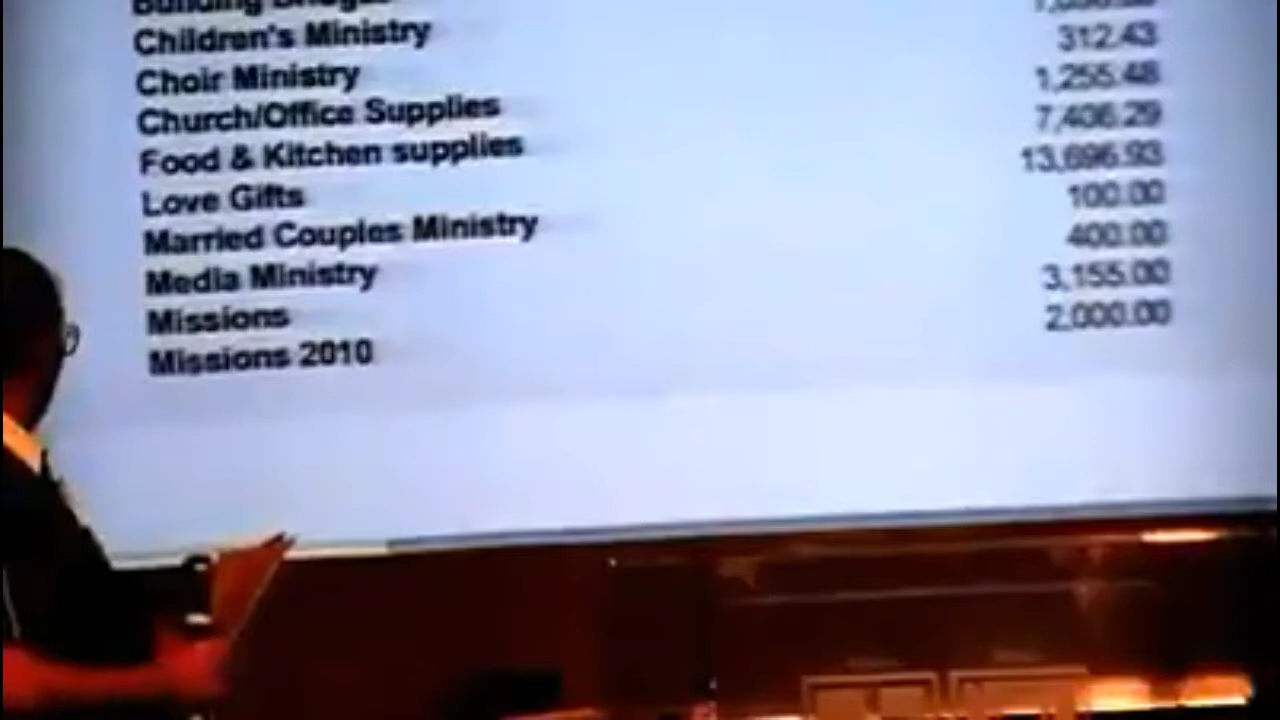 Building Bridges
Children's Ministry 312.43
Choir Ministry 1,255.48
Church/Office Supplies 7,406.29
Food & Kitchen supplies 13,696.93
Love Gifts 100.00
Married Couples Ministry 400.00
Media Ministry 3,155.00
Missions 2,000.00
Missions 2010